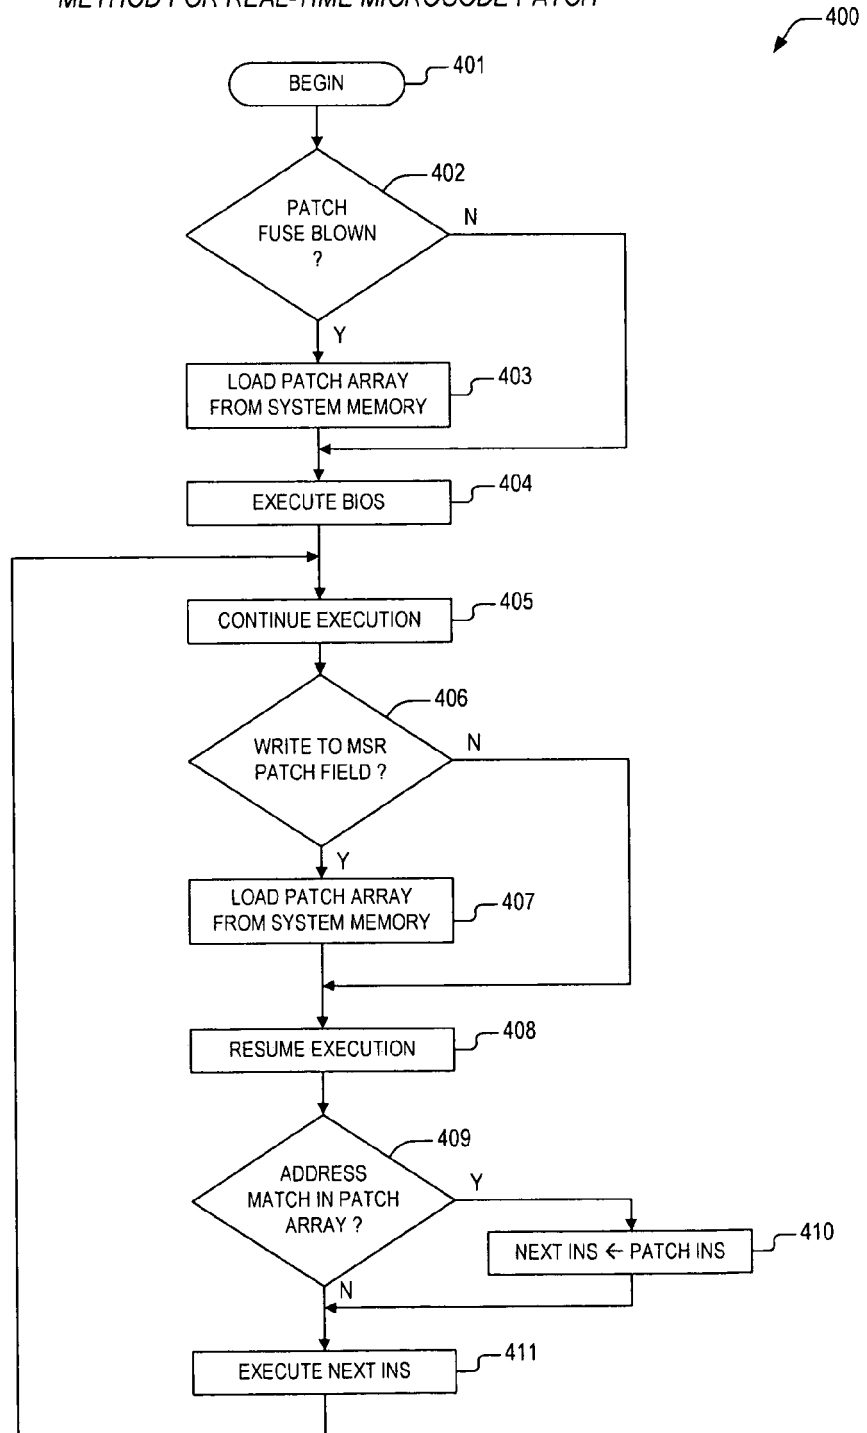 METHOD FOR REAL-TIME MICROCODE PATCH
400
BEGIN
401
PATCH
FUSE BLOWN
?
402
N
Y
LOAD PATCH ARRAY
FROM SYSTEM MEMORY
403
EXECUTE BIOS
404
CONTINUE EXECUTION
405
WRITE TO MSR
PATCH FIELD ?
406
N
Y
LOAD PATCH ARRAY
FROM SYSTEM MEMORY
407
RESUME EXECUTION
408
ADDRESS
MATCH IN PATCH
ARRAY ?
409
Y
NEXT INS ← PATCH INS
410
N
EXECUTE NEXT INS
411